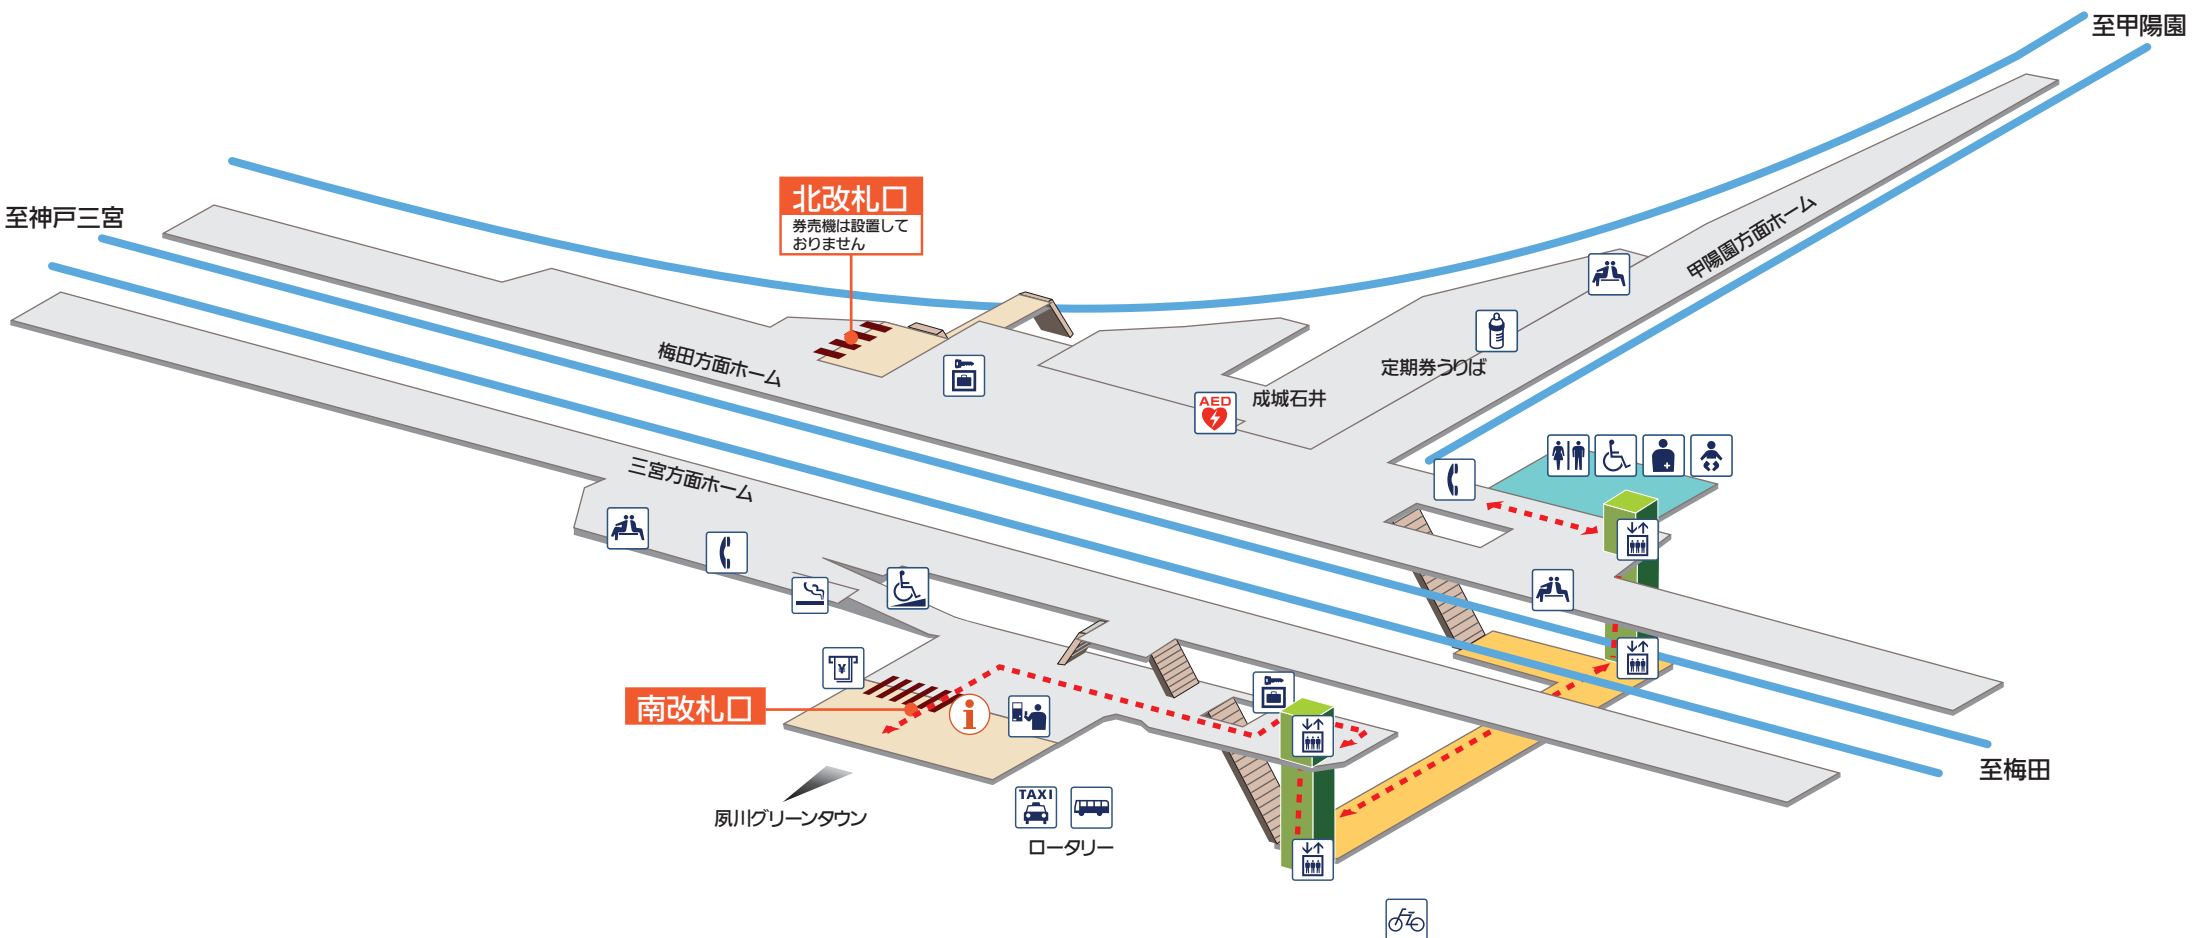 至甲陽園
至神戸三宮
北改札口
券売機は設置して
おりません
甲陽園方面ホーム
梅田方面ホーム
定期券うりば
成城石井
AED
三宮方面ホーム
¥
南改札口
i
至梅田
夙川グリーンタウン
TAXI
ロータリー